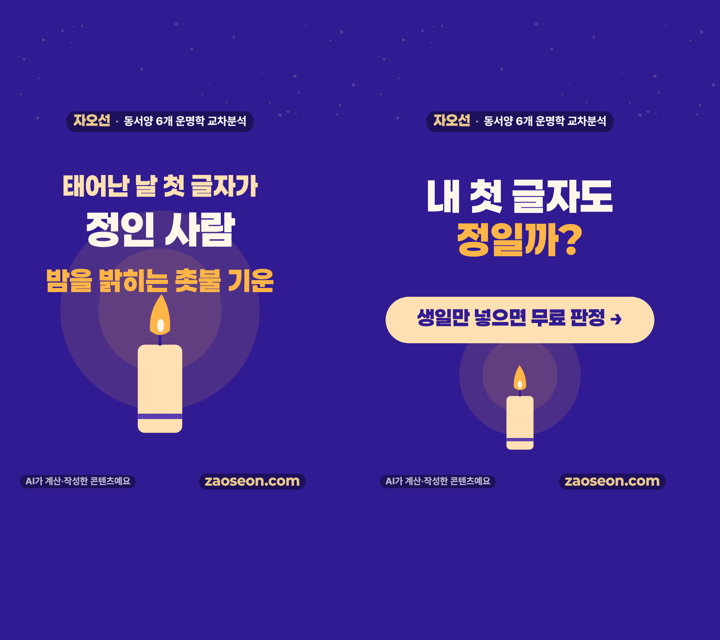 자오선 · 동서양 6개 운명학 교차분석
태어난 날 첫 글자가
정인 사람
밤을 밝히는 촛불 기운
AI가 계산·작성한 콘텐츠예요
zaoseon.com
자오선 · 동서양 6개 운명학 교차분석
내 첫 글자도
정일까?
생일만 넣으면 무료 판정 →
AI가 계산·작성한 콘텐츠예요
zaoseon.com